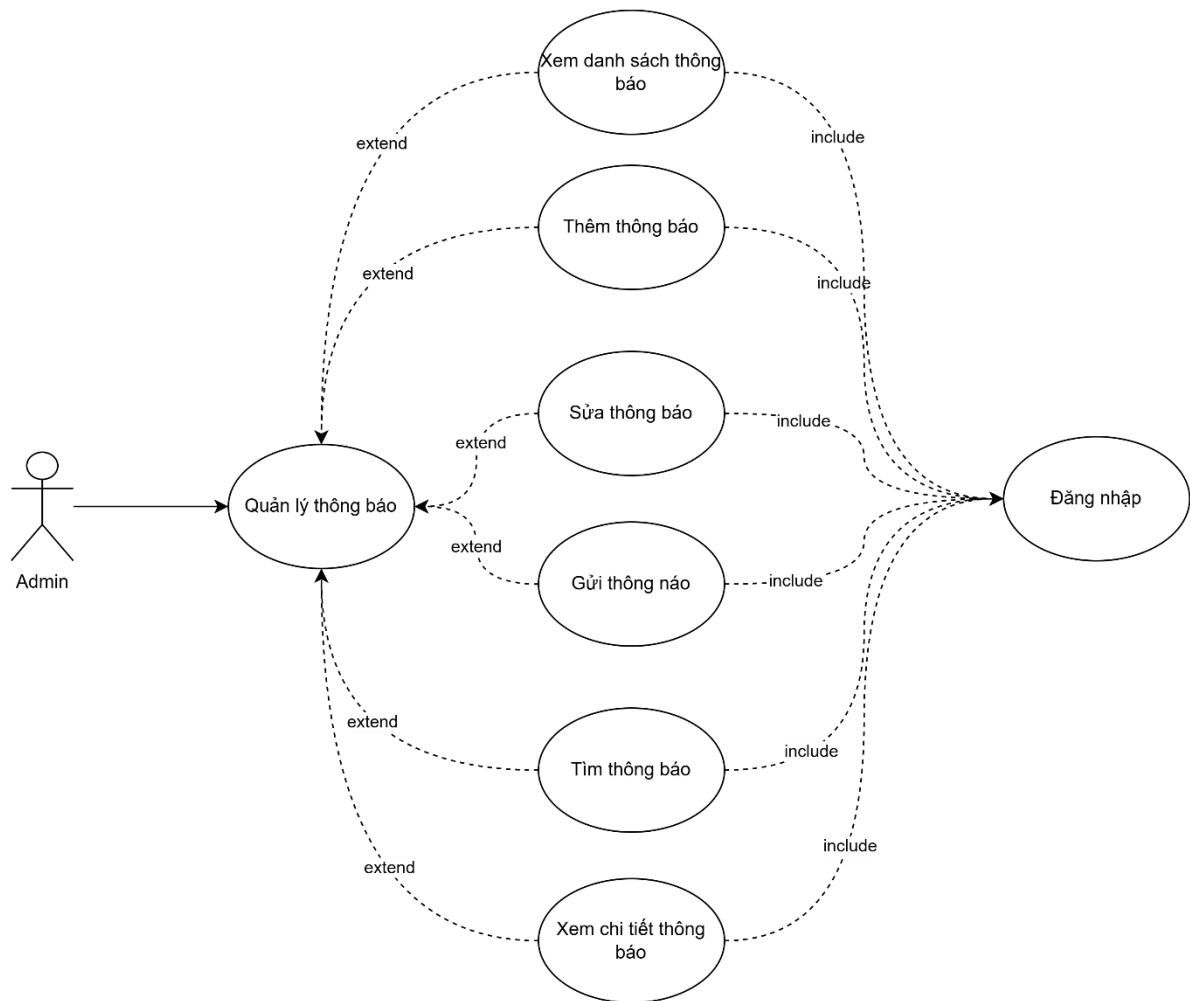 Xem danh sách thông
báo
extend
include
Thêm thông báo
extend
include
Sửa thông báo
extend
include
Quản lý thông báo
Đăng nhập
Admin
Gửi thông náo
extend
include
Tìm thông báo
extend
include
Xem chi tiết thông
báo
extend
include